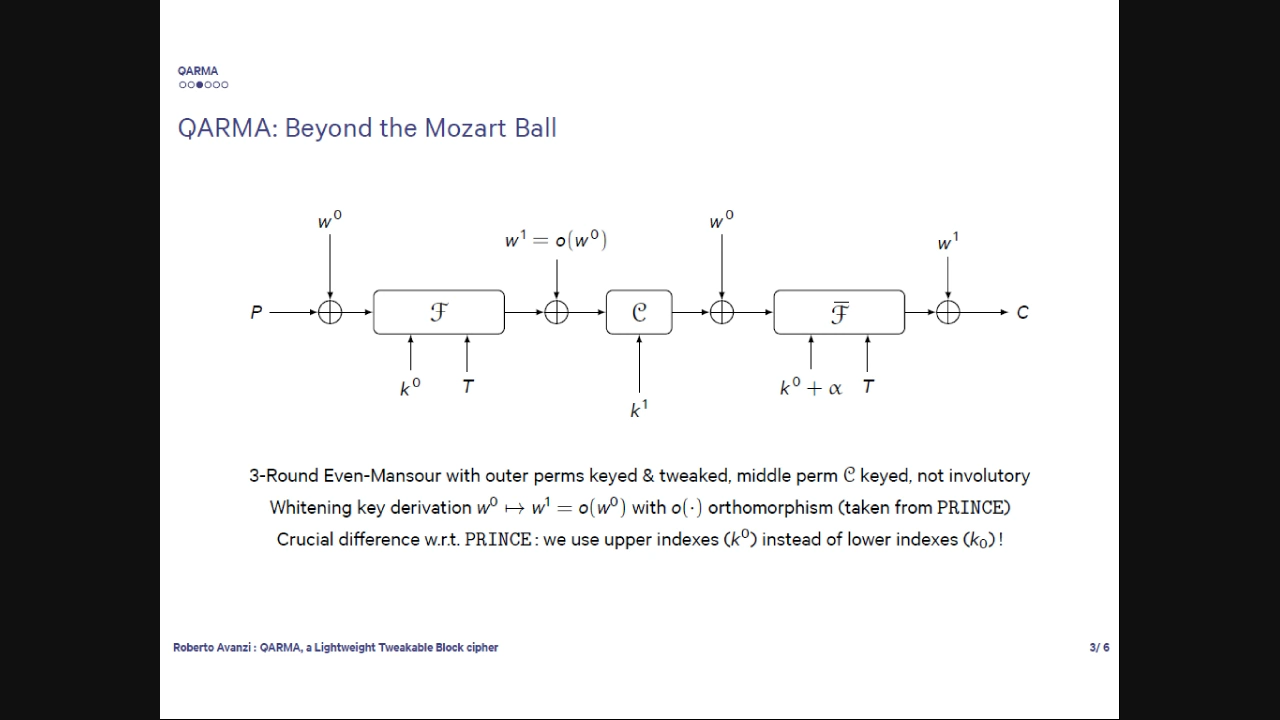 QARMA
QARMA: Beyond the Mozart Ball
w⁰
w¹ = o(w⁰)
w⁰
w¹
P
ℱ
𝒞
ℱ̅
C
k⁰
T
k¹
k⁰ + α
T
3-Round Even-Mansour with outer perms keyed & tweaked, middle perm 𝒞 keyed, not involutory
Whitening key derivation w⁰ ↦ w¹ = o(w⁰) with o(·) orthomorphism (taken from PRINCE)
Crucial difference w.r.t. PRINCE: we use upper indexes (k⁰) instead of lower indexes (k₀)!
Roberto Avanzi : QARMA, a Lightweight Tweakable Block cipher
3/ 6